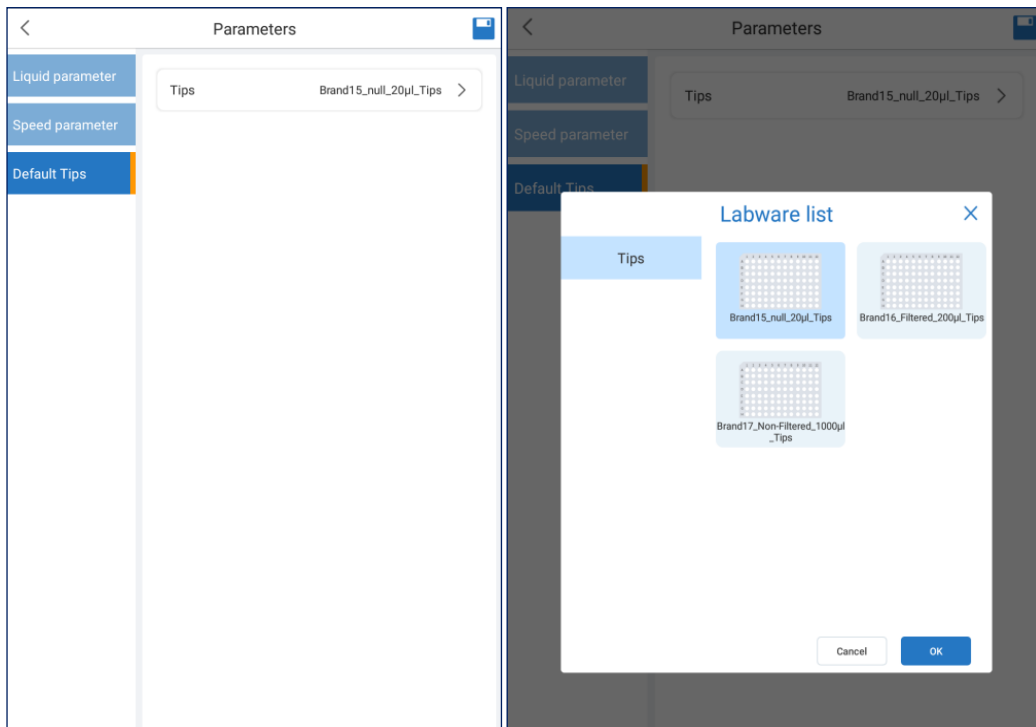 Parameters
Liquid parameter
Speed parameter
Default Tips
Tips
Brand15_null_20µl_Tips
Parameters
Liquid parameter
Speed parameter
Default Tips
Tips
Brand15_null_20µl_Tips
Labware list
Tips
Brand15_null_20µl_Tips
Brand16_Filtered_200µl_Tips
Brand17_Non-Filtered_1000µl
_Tips
Cancel
OK